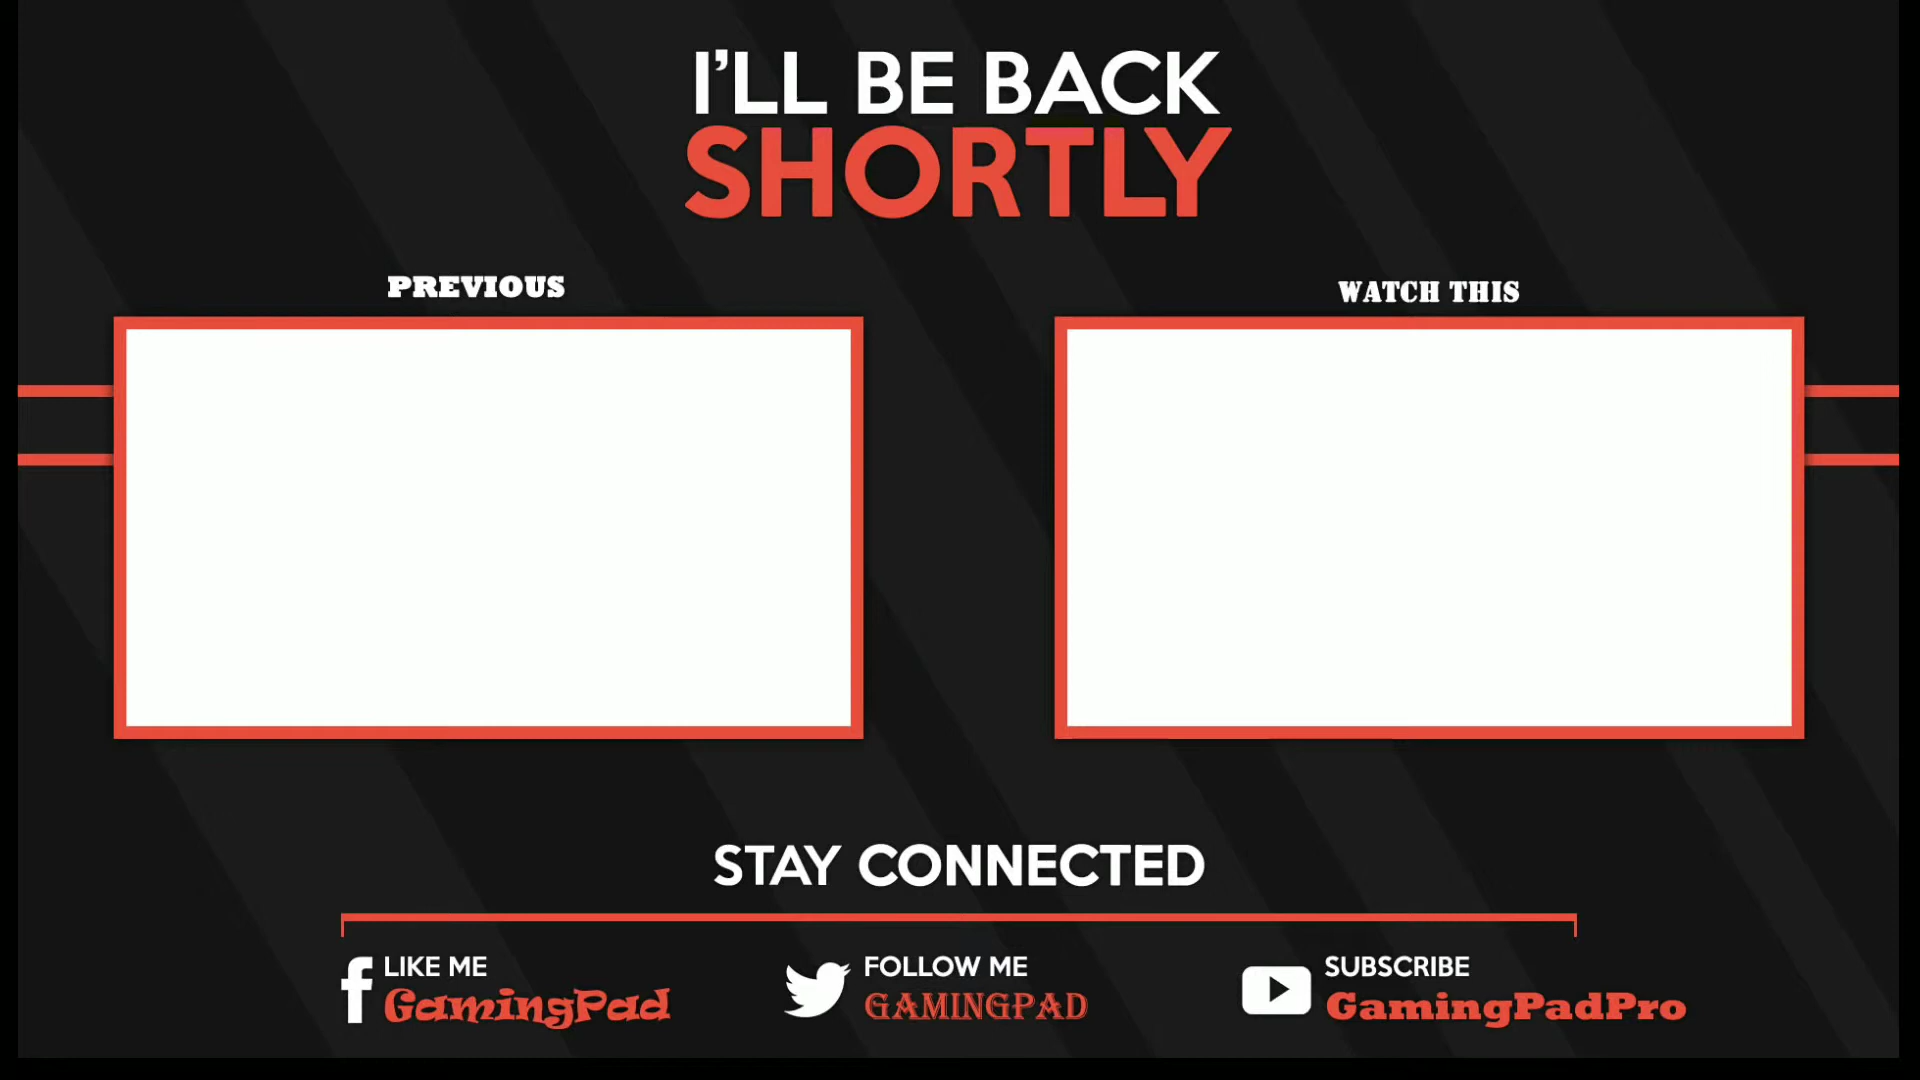 I'LL BE BACK
SHORTLY
PREVIOUS
WATCH THIS
STAY CONNECTED
LIKE ME
GamingPad
FOLLOW ME
GAMINGPAD
SUBSCRIBE
GamingPadPro